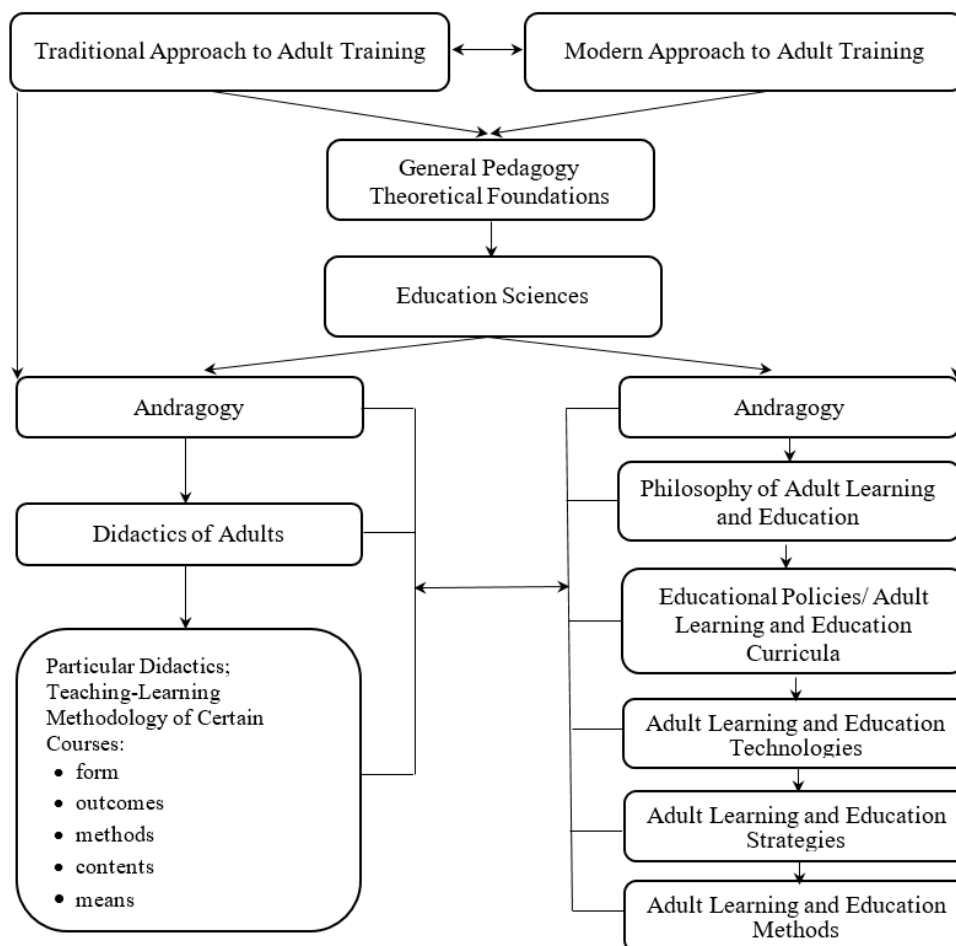 Traditional Approach to Adult Training
Modern Approach to Adult Training
General Pedagogy
Theoretical Foundations
Education Sciences
Andragogy
Didactics of Adults
Particular Didactics;
Teaching-Learning
Methodology of Certain
Courses:
• form
• outcomes
• methods
• contents
• means
Andragogy
Philosophy of Adult Learning
and Education
Educational Policies/ Adult
Learning and Education
Curricula
Adult Learning and Education
Technologies
Adult Learning and Education
Strategies
Adult Learning and Education
Methods